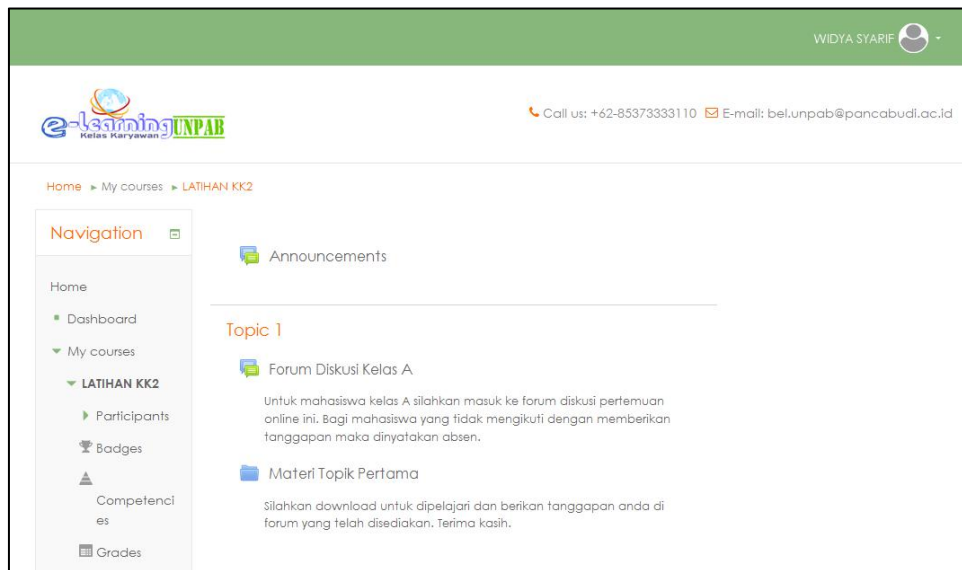 WIDYA SYARIF
e-Learning UNPAB
Kelas Karyawan
Call us: +62-85373333110 E-mail: bel.unpab@pancabudi.ac.id
Home ► My courses ► LATIHAN KK2
Navigation
Home
Dashboard
My courses
LATIHAN KK2
Participants
Badges
Competenci
es
Grades
Announcements
Topic 1
Forum Diskusi Kelas A
Untuk mahasiswa kelas A silahkan masuk ke forum diskusi pertemuan
online ini. Bagi mahasiswa yang tidak mengikuti dengan memberikan
tanggapan maka dinyatakan absen.
Materi Topik Pertama
Silahkan download untuk dipelajari dan berikan tanggapan anda di
forum yang telah disediakan. Terima kasih.